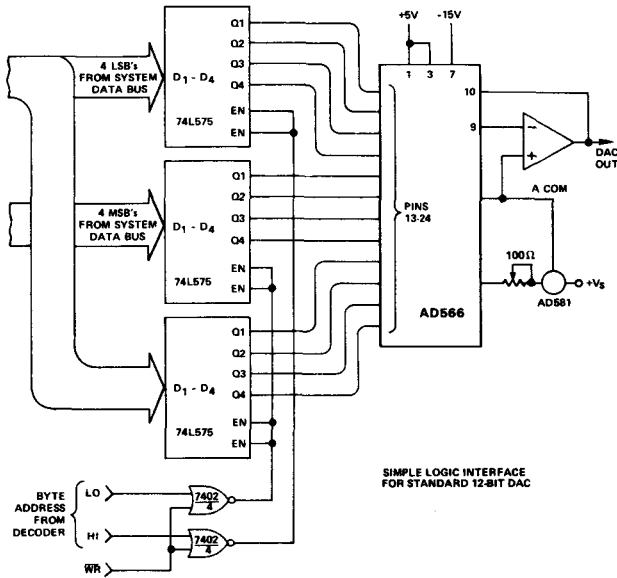 +5V
-15V
Q1
4 LSB's
FROM SYSTEM
DATA BUS
D1 - D4
Q2
Q3
Q4
EN
EN
74L575
1
3
7
10
9
−
+
DAC
OUT
Q1
4 MSB's
FROM SYSTEM
DATA BUS
D1 - D4
Q2
Q3
Q4
EN
EN
74L575
PINS
13-24
A COM
100Ω
AD581
+Vs
AD566
Q1
D1 - D4
Q2
Q3
Q4
EN
EN
74L575
SIMPLE LOGIC INTERFACE
FOR STANDARD 12-BIT DAC
BYTE
ADDRESS
FROM
DECODER
LO
7402
4
HI
7402
4
WR